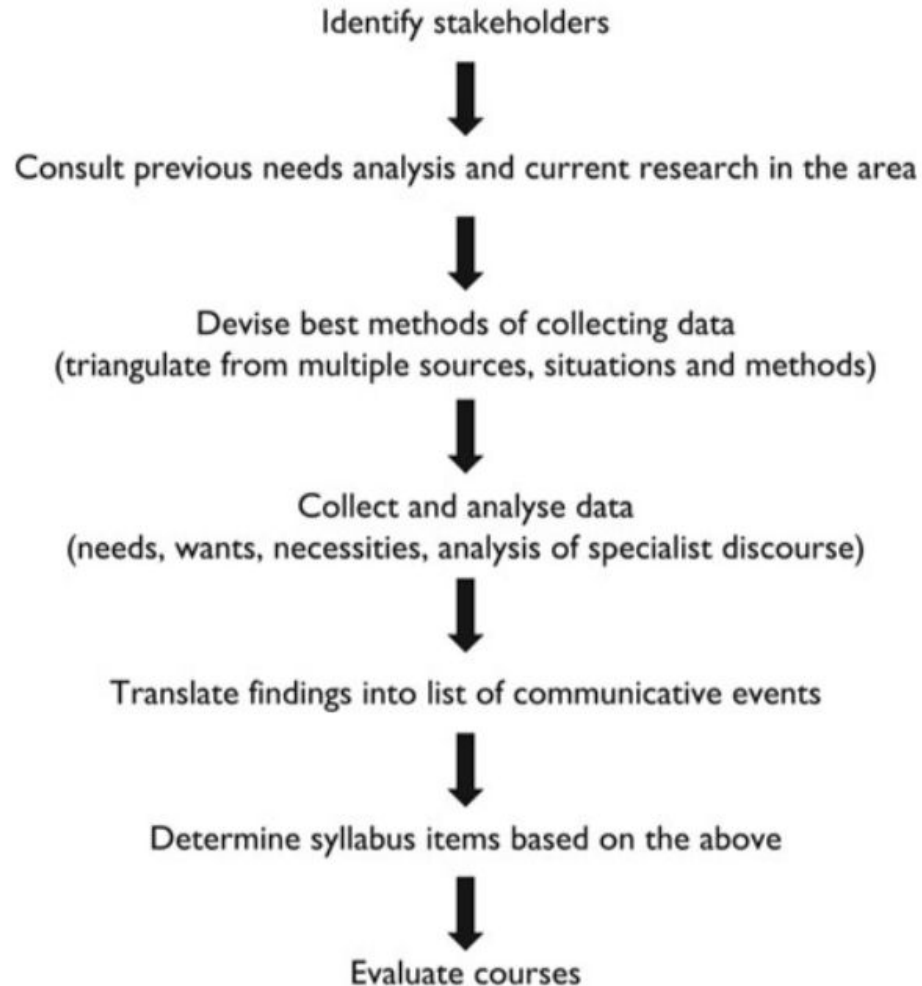 Identify stakeholders
Consult previous needs analysis and current research in the area
Devise best methods of collecting data
(triangulate from multiple sources, situations and methods)
Collect and analyse data
(needs, wants, necessities, analysis of specialist discourse)
Translate findings into list of communicative events
Determine syllabus items based on the above
Evaluate courses